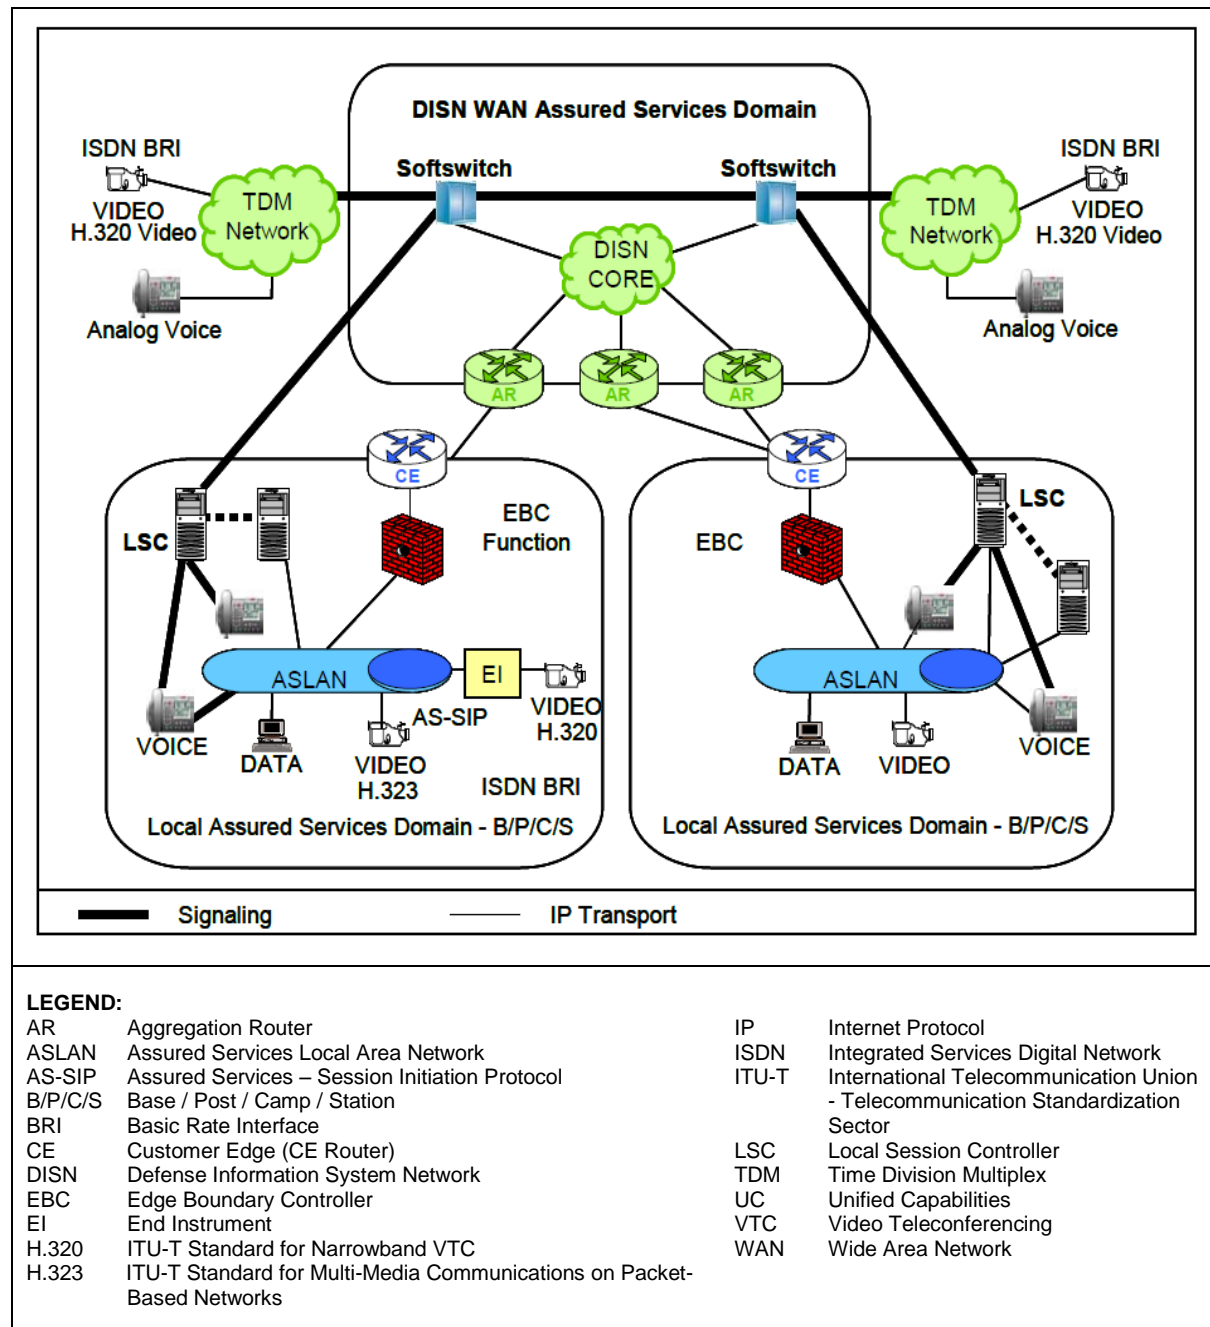 DISN WAN Assured Services Domain
ISDN BRI
VIDEO
H.320 Video
TDM
Network
Analog Voice
Softswitch
Softswitch
DISN
CORE
ISDN BRI
VIDEO
H.320 Video
TDM
Network
Analog Voice
AR
AR
AR
CE
CE
LSC
EBC
Function
EBC
LSC
ASLAN
EI
AS-SIP
VIDEO
H.320
VOICE
DATA
VIDEO
H.323
ISDN BRI
Local Assured Services Domain - B/P/C/S
ASLAN
DATA
VIDEO
VOICE
Local Assured Services Domain - B/P/C/S
Signaling
IP Transport
LEGEND:
AR Aggregation Router
ASLAN Assured Services Local Area Network
AS-SIP Assured Services – Session Initiation Protocol
B/P/C/S Base / Post / Camp / Station
BRI Basic Rate Interface
CE Customer Edge (CE Router)
DISN Defense Information System Network
EBC Edge Boundary Controller
EI End Instrument
H.320 ITU-T Standard for Narrowband VTC
H.323 ITU-T Standard for Multi-Media Communications on Packet-
Based Networks
IP Internet Protocol
ISDN Integrated Services Digital Network
ITU-T International Telecommunication Union
- Telecommunication Standardization
Sector
LSC Local Session Controller
TDM Time Division Multiplex
UC Unified Capabilities
VTC Video Teleconferencing
WAN Wide Area Network